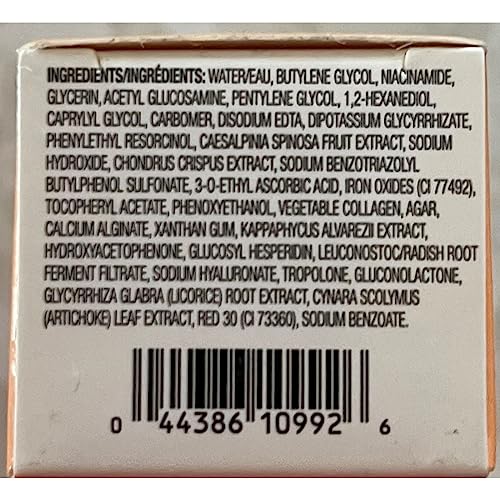 INGREDIENTS/INGRÉDIENTS: WATER/EAU, BUTYLENE GLYCOL, NIACINAMIDE,
GLYCERIN, ACETYL GLUCOSAMINE, PENTYLENE GLYCOL, 1,2-HEXANEDIOL,
CAPRYLYL GLYCOL, CARBOMER, DISODIUM EDTA, DIPOTASSIUM GLYCYRRHIZATE,
PHENYLETHYL RESORCINOL, CAESALPINIA SPINOSA FRUIT EXTRACT, SODIUM
HYDROXIDE, CHONDRUS CRISPUS EXTRACT, SODIUM BENZOTRIAZOLYL
BUTYLPHENOL SULFONATE, 3-O-ETHYL ASCORBIC ACID, IRON OXIDES (CI 77492),
TOCOPHERYL ACETATE, PHENOXYETHANOL, VEGETABLE COLLAGEN, AGAR,
CALCIUM ALGINATE, XANTHAN GUM, KAPPAPHYCUS ALVAREZII EXTRACT,
HYDROXYACETOPHENONE, GLUCOSYL HESPERIDIN, LEUCONOSTOC/RADISH ROOT
FERMENT FILTRATE, SODIUM HYALURONATE, TROPOLONE, GLUCONOLACTONE,
GLYCYRRHIZA GLABRA (LICORICE) ROOT EXTRACT, CYNARA SCOLYMUS
(ARTICHOKE) LEAF EXTRACT, RED 30 (CI 73360), SODIUM BENZOATE.
0 44386 10992 6